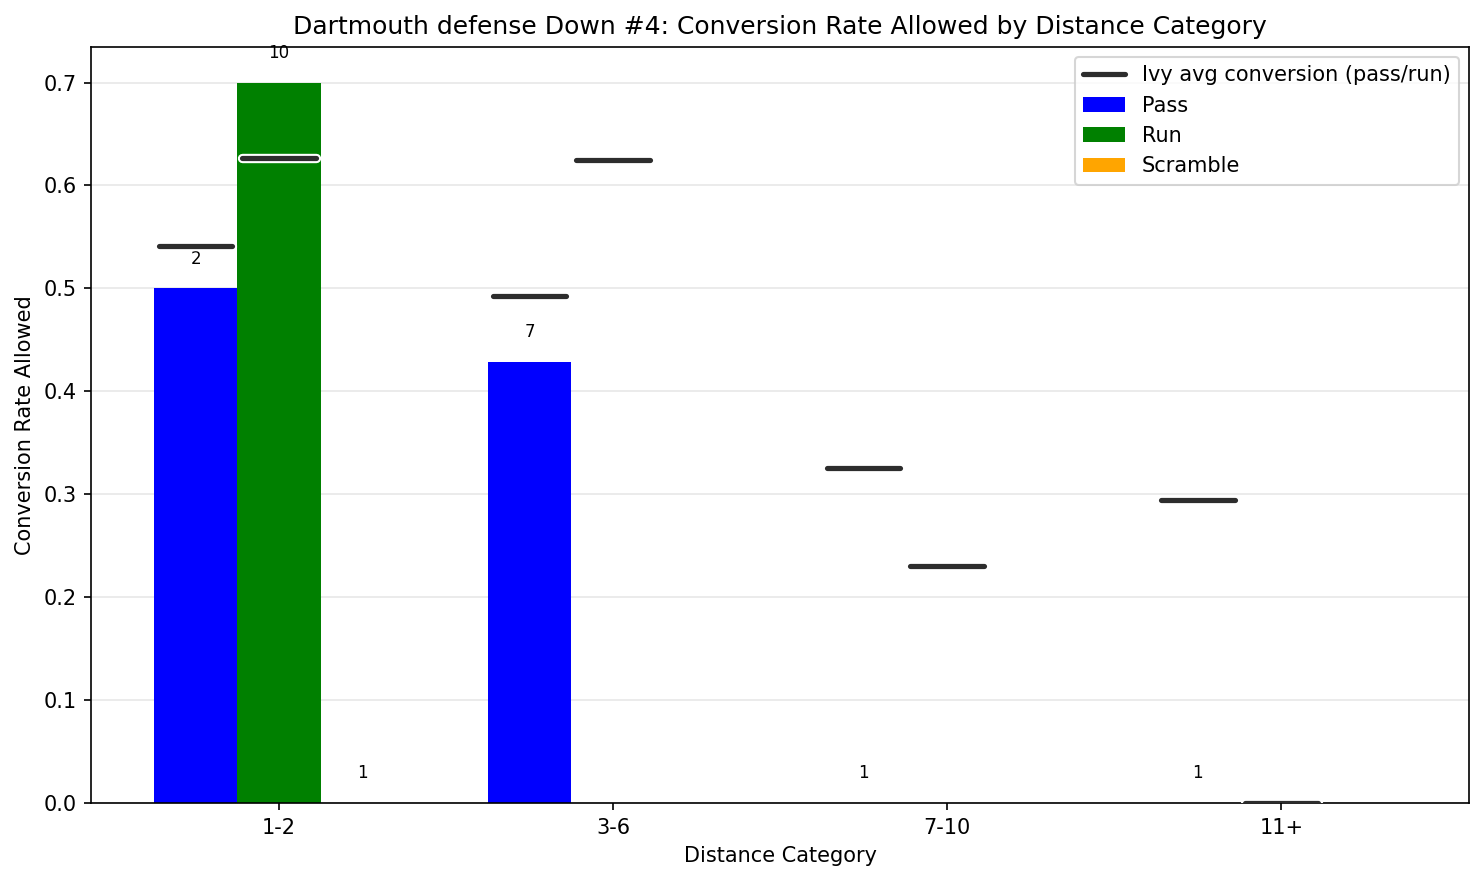 Dartmouth defense Down #4: Conversion Rate Allowed by Distance Category
Ivy avg conversion (pass/run)
Pass
Run
Scramble
Conversion Rate Allowed
0.7
0.6
0.5
0.4
0.3
0.2
0.1
0.0
10
2
7
1
1
1
1-2
3-6
7-10
11+
Distance Category